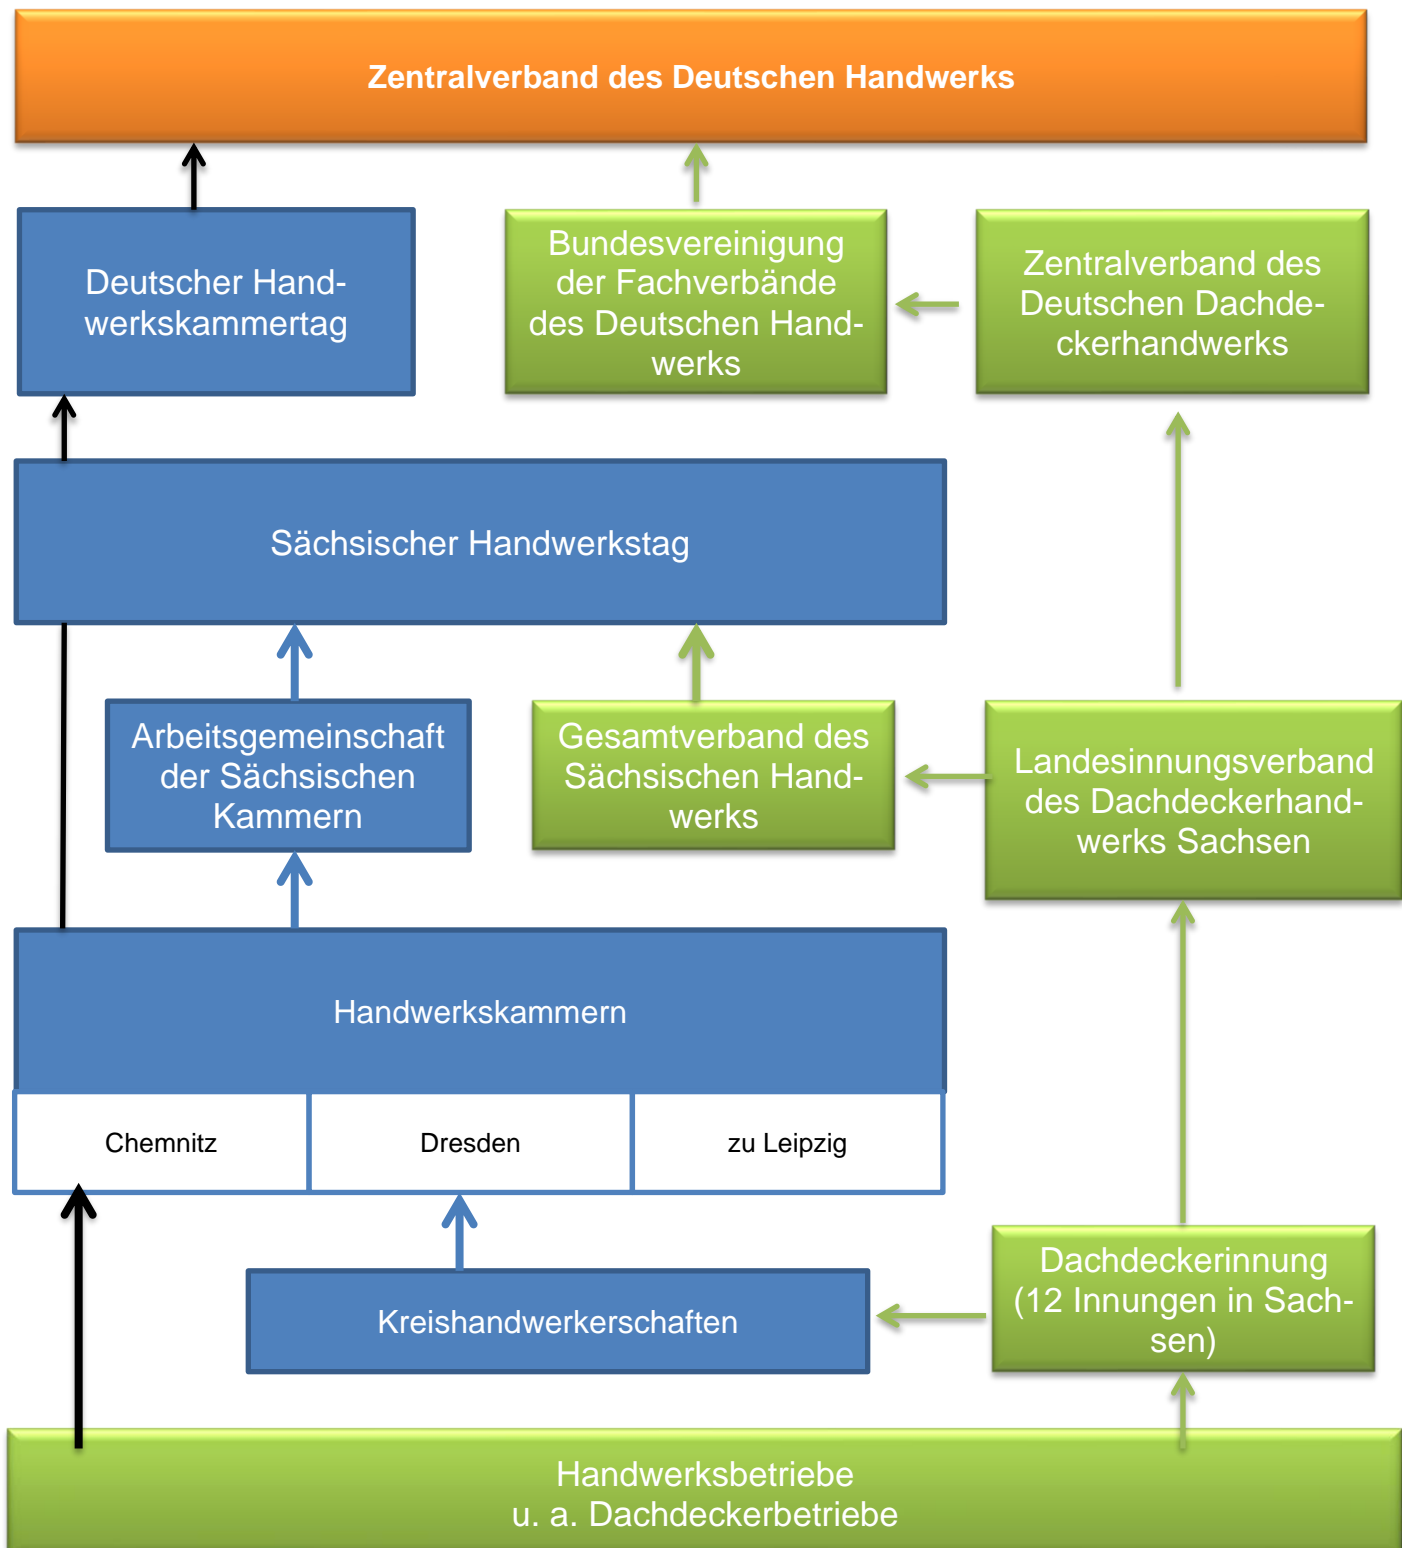 Zentralverband des Deutschen Handwerks
Deutscher Hand-
werkskammertag
Bundesvereinigung
der Fachverbände
des Deutschen Hand-
werks
Zentralverband des
Deutschen Dachde-
ckerhandwerks
Sächsischer Handwerkstag
Arbeitsgemeinschaft
der Sächsischen
Kammern
Gesamtverband des
Sächsischen Hand-
werks
Landesinnungsverband
des Dachdeckerhand-
werks Sachsen
Handwerkskammern
Chemnitz
Dresden
zu Leipzig
Kreishandwerkerschaften
Dachdeckerinnung
(12 Innungen in Sach-
sen)
Handwerksbetriebe
u. a. Dachdeckerbetriebe